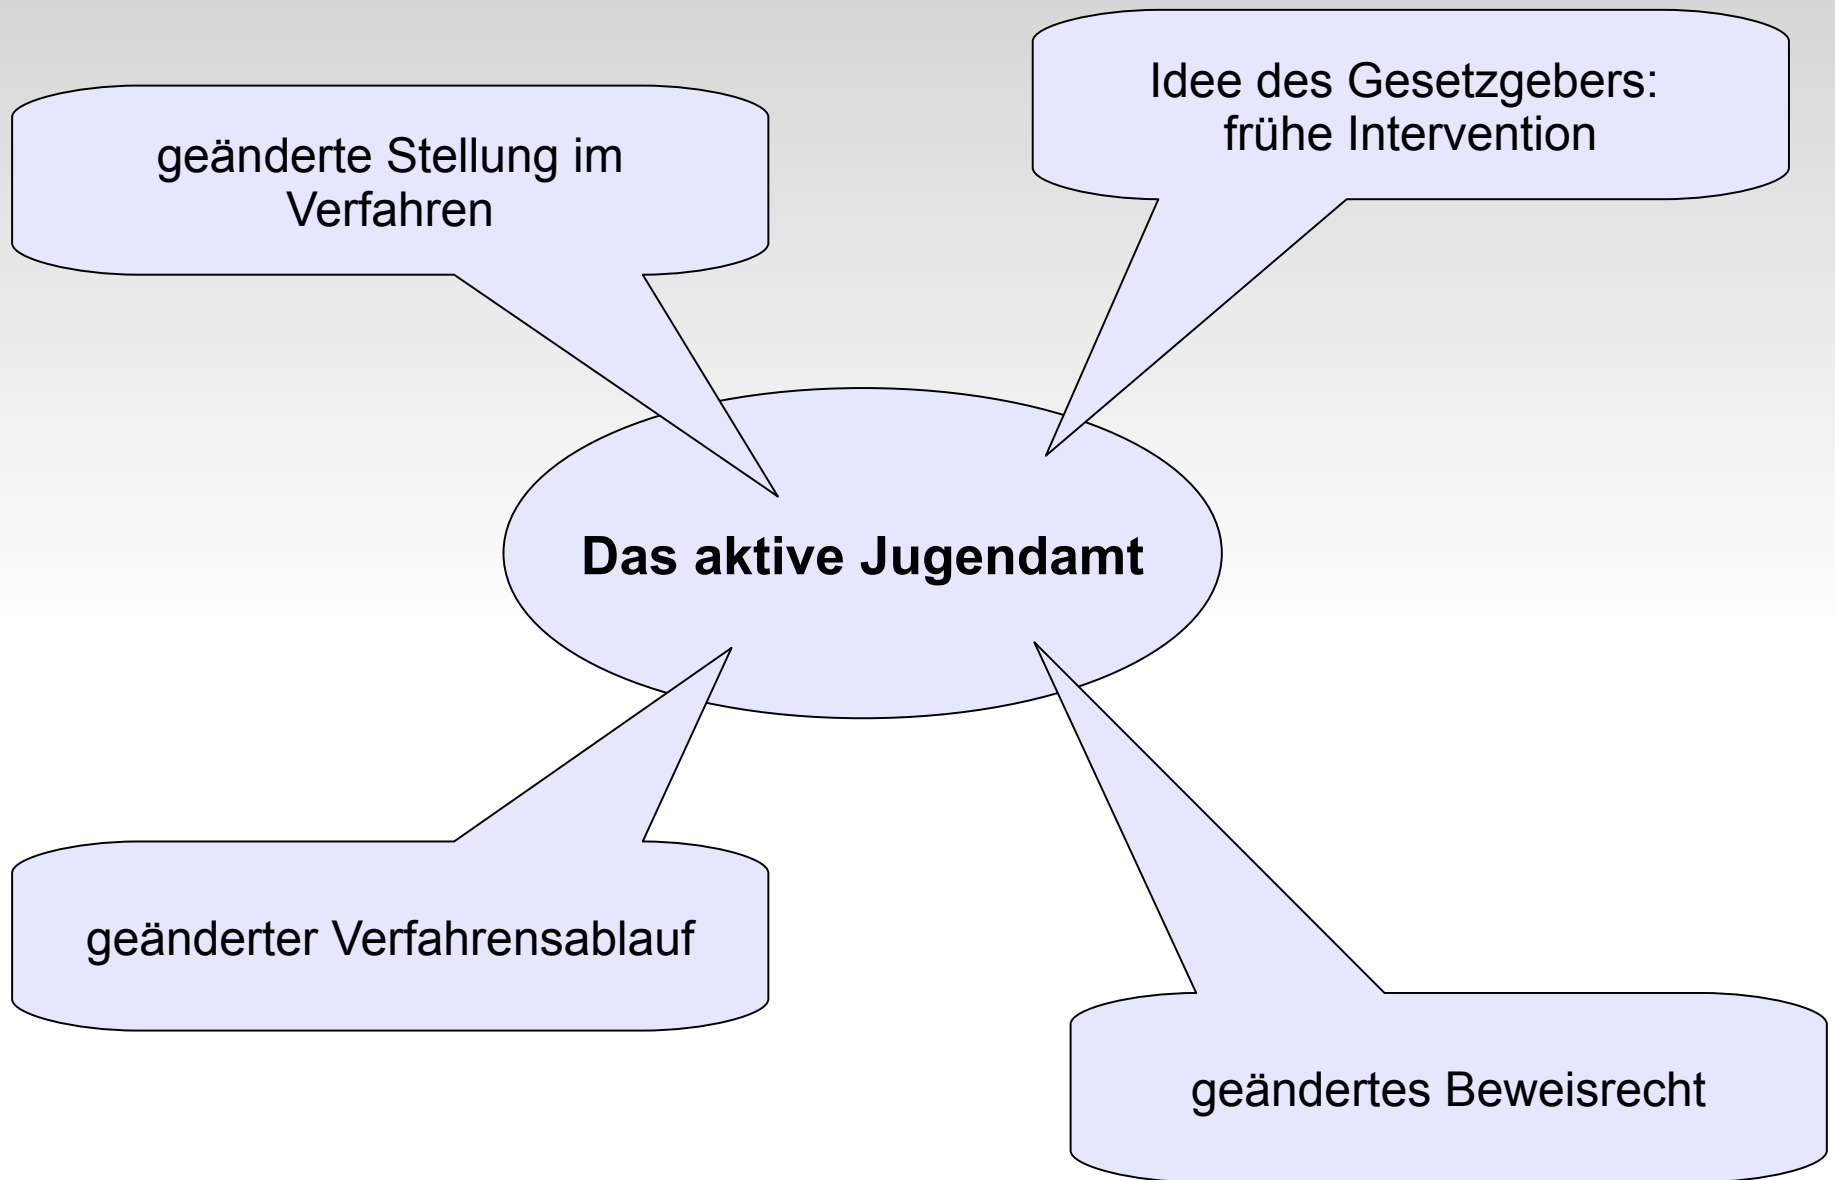 geänderte Stellung im
Verfahren
Idee des Gesetzgebers:
frühe Intervention
Das aktive Jugendamt
geänderter Verfahrensablauf
geändertes Beweisrecht